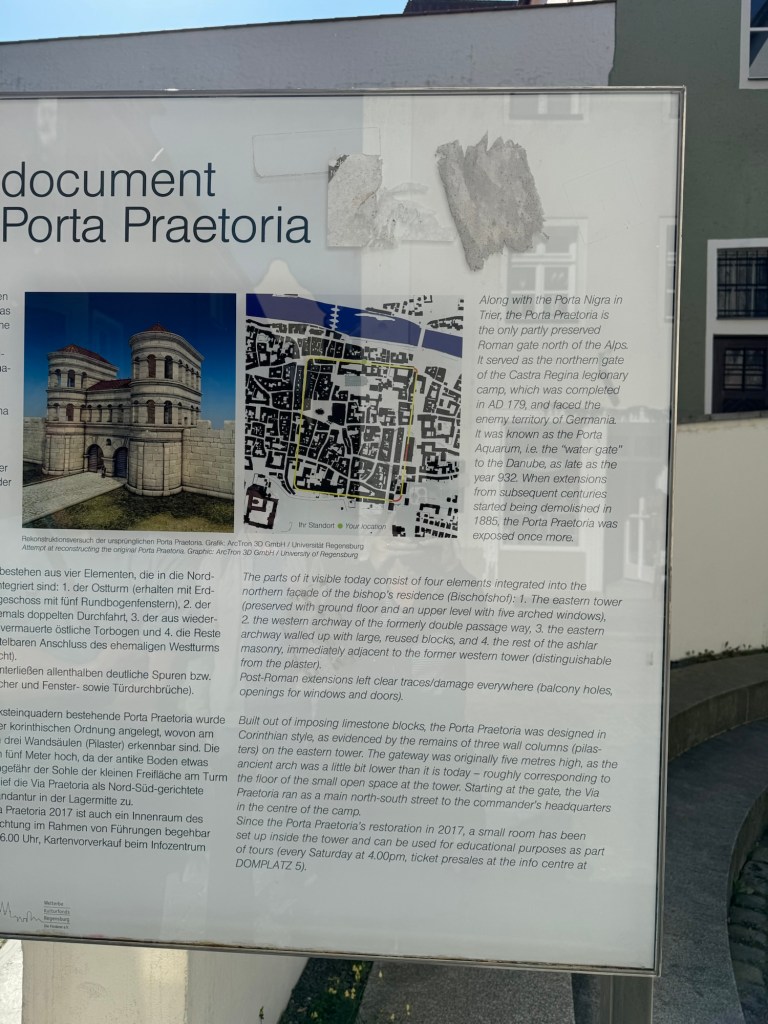 document
Porta Praetoria
en
as
ne
Along with the Porta Nigra in
Trier, the Porta Praetoria is
the only partly preserved
Roman gate north of the Alps.
It served as the northern gate
of the Castra Regina legionary
camp, which was completed
in AD 179, and faced the
enemy territory of Germania.
It was known as the Porta
Aquarum, i.e. the “water gate”
to the Danube, as late as the
year 932. When extensions
from subsequent centuries
started being demolished in
1885, the Porta Praetoria was
exposed once more.
Ihr Standort Your location
Rekonstruktionsversuch der ursprünglichen Porta Praetoria. Grafik: ArcTron 3D GmbH / Universität Regensburg
Attempt at reconstructing the original Porta Praetoria. Graphic: ArcTron 3D GmbH / University of Regensburg
bestehen aus vier Elementen, die in die Nord-
ntegriert sind: 1. der Ostturm (erhalten mit Erd-
geschoss mit fünf Rundbogenfenstern), 2. der
emals doppelten Durchfahrt, 3. der aus wieder-
vermauerte östliche Torbogen und 4. die Reste
telbaren Anschluss des ehemaligen Westturms
cht).
nterließen allenthalben deutliche Spuren bzw.
cher und Fenster- sowie Türdurchbrüche).
ksteinquadern bestehende Porta Praetoria wurde
er korinthischen Ordnung angelegt, wovon am
n drei Wandsäulen (Pilaster) erkennbar sind. Die
n fünf Meter hoch, da der antike Boden etwas
ngefähr der Sohle der kleinen Freifläche am Turm
ief die Via Praetoria als Nord-Süd-gerichtete
andantur in der Lagermitte zu.
a Praetoria 2017 ist auch ein Innenraum des
chtung im Rahmen von Führungen begehbar
6.00 Uhr, Kartenvorverkauf beim Infozentrum
The parts of it visible today consist of four elements integrated into the
northern façade of the bishop's residence (Bischofshof): 1. The eastern tower
(preserved with ground floor and an upper level with five arched windows),
2. the western archway of the formerly double passage way, 3. the eastern
archway walled up with large, reused blocks, and 4. the rest of the ashlar
masonry, immediately adjacent to the former western tower (distinguishable
from the plaster).
Post-Roman extensions left clear traces/damage everywhere (balcony holes,
openings for windows and doors).
Built out of imposing limestone blocks, the Porta Praetoria was designed in
Corinthian style, as evidenced by the remains of three wall columns (pilas-
ters) on the eastern tower. The gateway was originally five metres high, as the
ancient arch was a little bit lower than it is today – roughly corresponding to
the floor of the small open space at the tower. Starting at the gate, the Via
Praetoria ran as a main north-south street to the commander's headquarters
in the centre of the camp.
Since the Porta Praetoria's restoration in 2017, a small room has been
set up inside the tower and can be used for educational purposes as part
of tours (every Saturday at 4.00pm, ticket presales at the info centre at
DOMPLATZ 5).
Welterbe
Kulturfonds
Regensburg